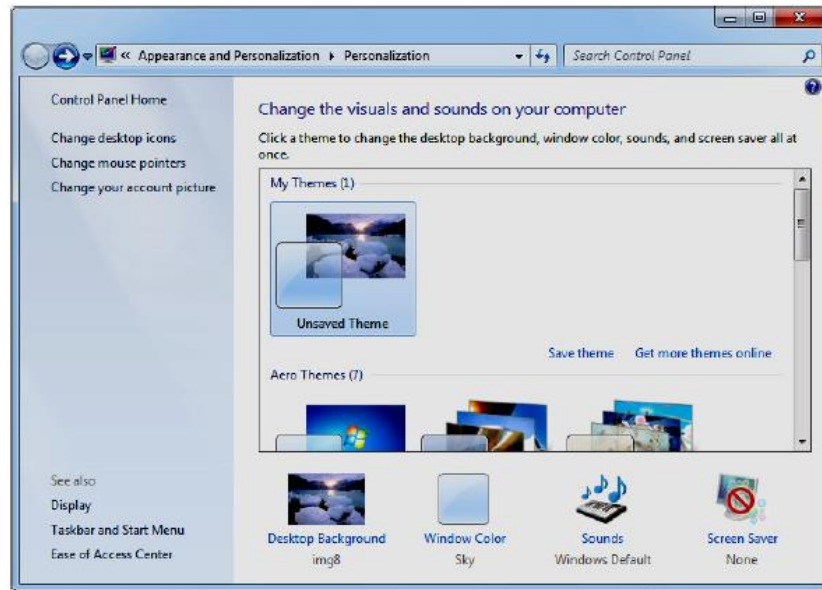 « Appearance and Personalization ▸ Personalization
Search Control Panel
Control Panel Home
Change desktop icons
Change mouse pointers
Change your account picture
See also
Display
Taskbar and Start Menu
Ease of Access Center
Change the visuals and sounds on your computer
Click a theme to change the desktop background, window color, sounds, and screen saver all at
once.
My Themes (1)
Unsaved Theme
Save theme Get more themes online
Aero Themes (7)
Desktop Background Window Color Sounds Screen Saver
img8 Sky Windows Default None